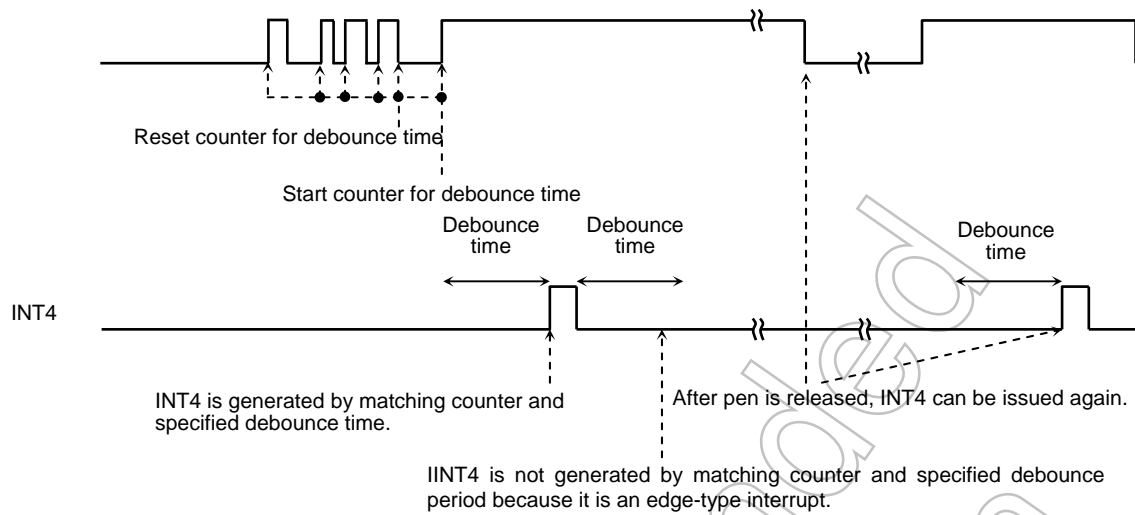 Reset counter for debounce time
Start counter for debounce time
Debounce
time
Debounce
time
Debounce
time
INT4
INT4 is generated by matching counter and
specified debounce time.
After pen is released, INT4 can be issued again.
IINT4 is not generated by matching counter and specified debounce
period because it is an edge-type interrupt.